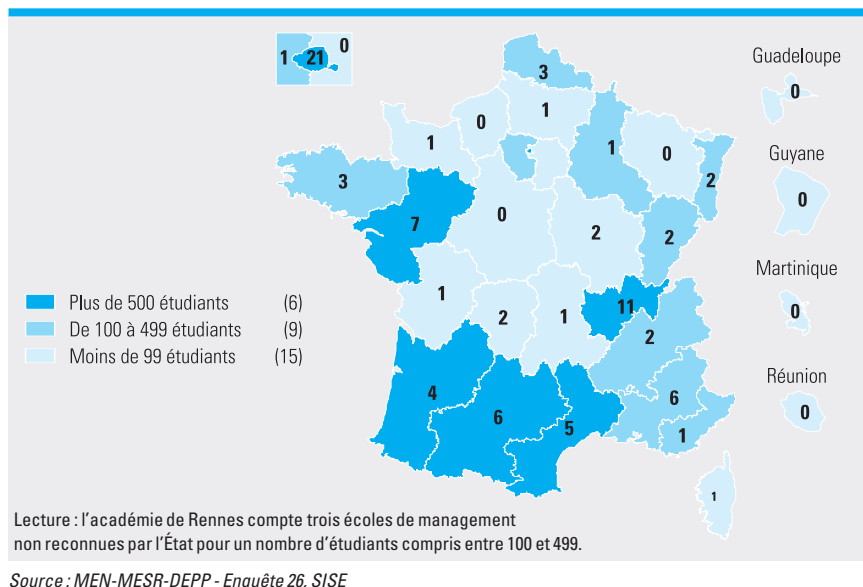 1 21 0
Guadeloupe
0
3
0 1
1
1 0
Guyane
0
3
2
7
0
2 2
Martinique
0
Plus de 500 étudiants (6)
De 100 à 499 étudiants (9)
Moins de 99 étudiants (15)
1
2 1
11
2
Réunion
0
4
6
5
6
1
1
Lecture : l'académie de Rennes compte trois écoles de management
non reconnues par l'État pour un nombre d'étudiants compris entre 100 et 499.
Source : MEN-MESR-DEPP - Enquête 26, SISE